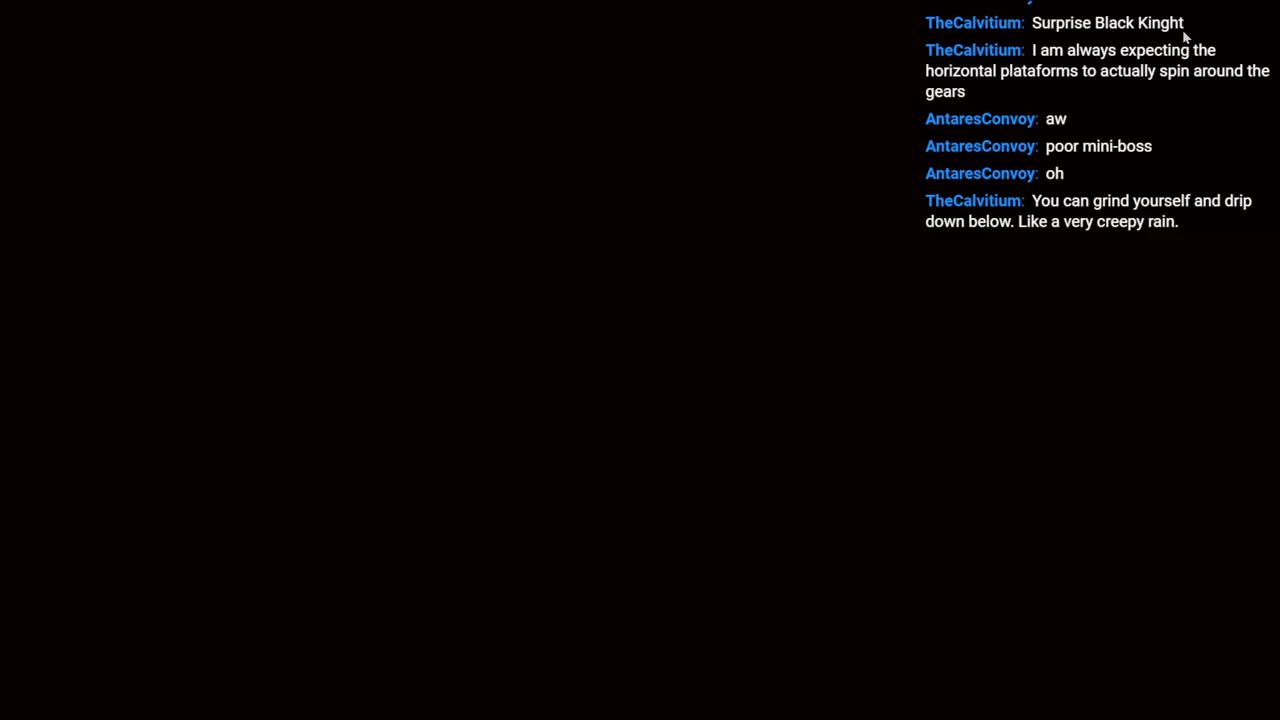 TheCalvitium: Surprise Black Kinght
TheCalvitium: I am always expecting the
horizontal plataforms to actually spin around the
gears
AntaresConvoy: aw
AntaresConvoy: poor mini-boss
AntaresConvoy: oh
TheCalvitium: You can grind yourself and drip
down below. Like a very creepy rain.